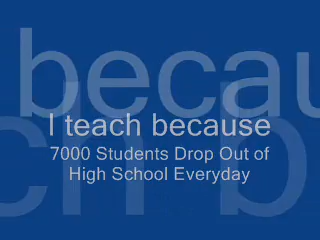 becau
ch b
I teach because
7000 Students Drop Out of
High School Everyday